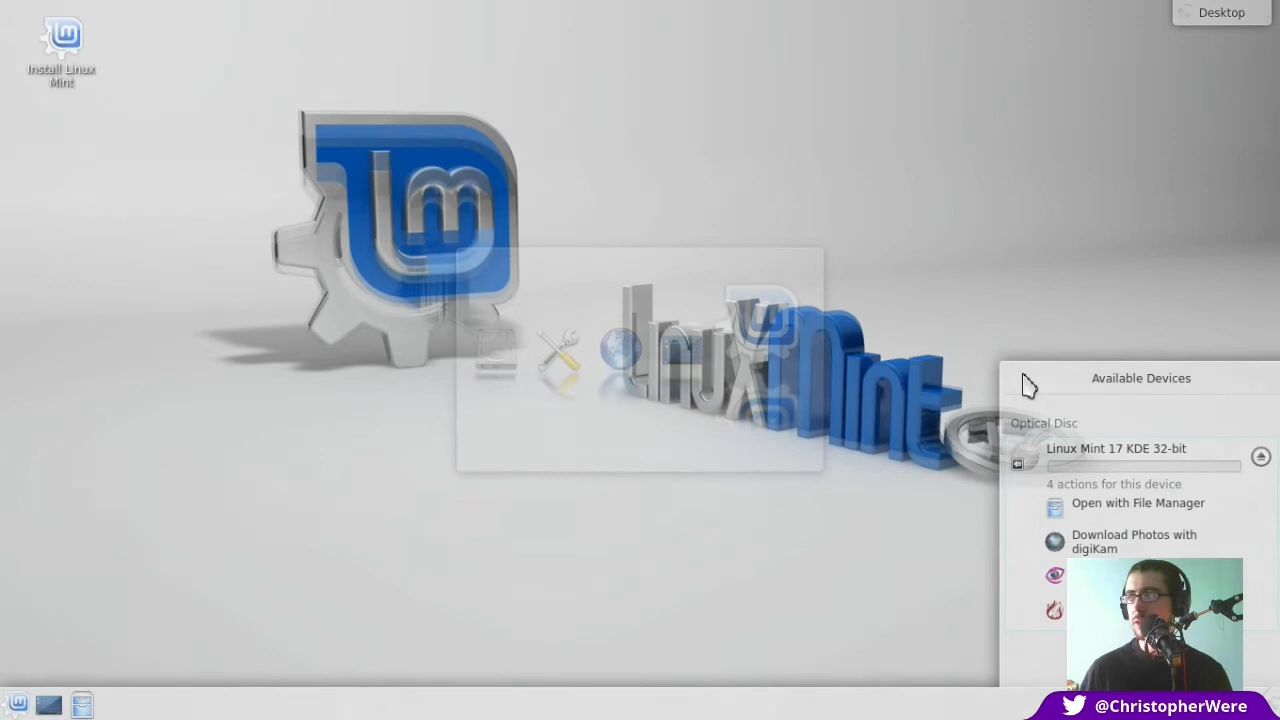 Desktop
Install Linux
Mint
lm
Linux Mint
Available Devices
Optical Disc
Linux Mint 17 KDE 32-bit
4 actions for this device
Open with File Manager
Download Photos with
digiKam
@ChristopherWere